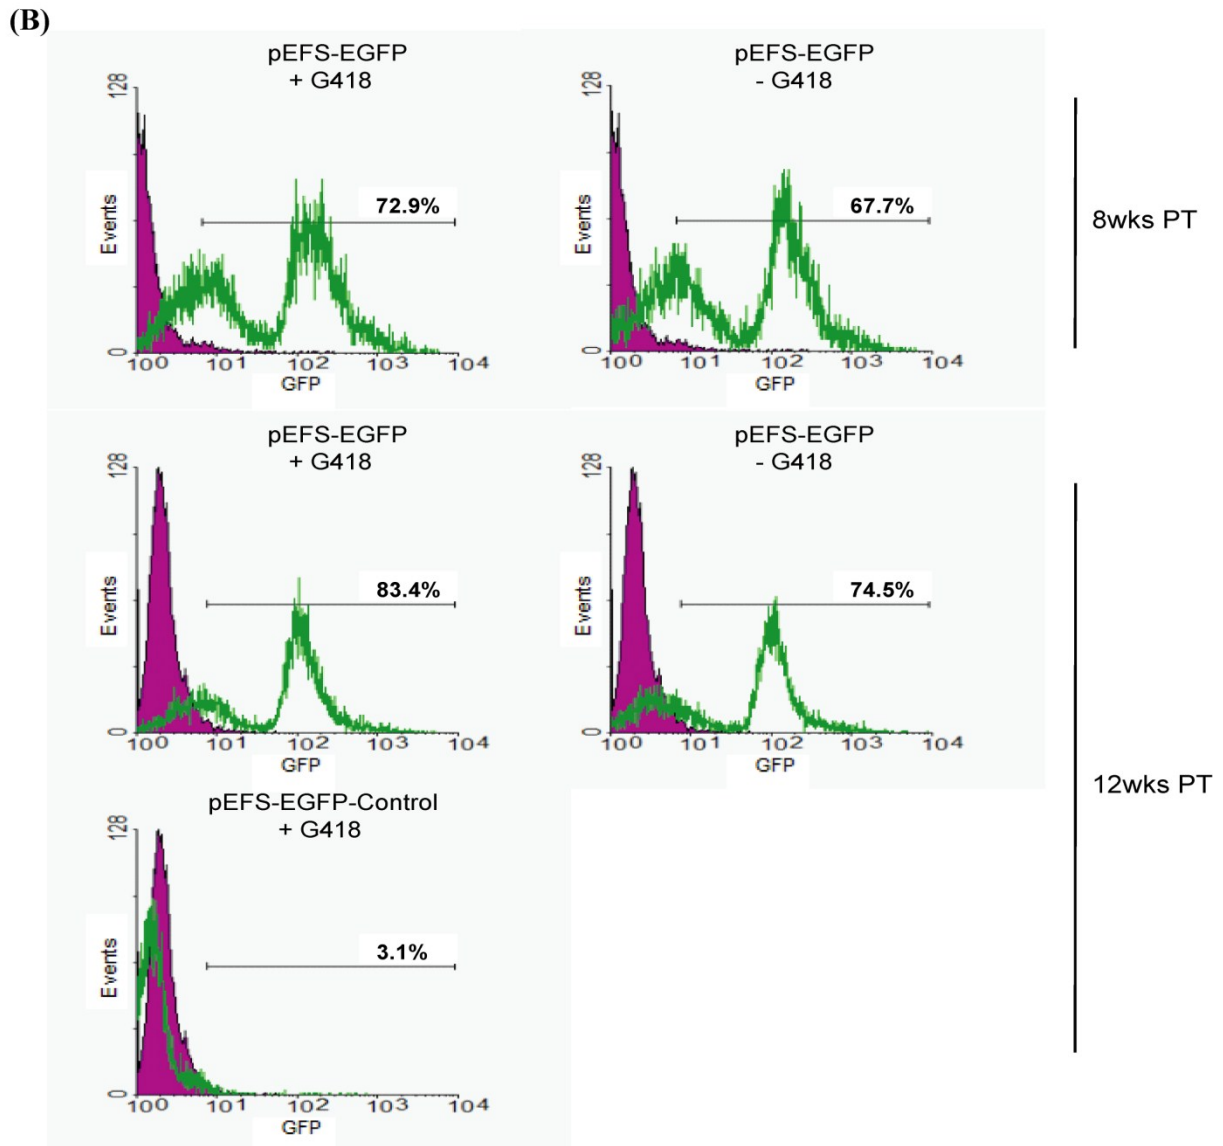 (B)
pEFS-EGFP
+ G418
128
Events
72.9%
0
10⁰ 10¹ 10² 10³ 10⁴
GFP
pEFS-EGFP
- G418
128
Events
67.7%
0
10⁰ 10¹ 10² 10³ 10⁴
GFP
8wks PT
pEFS-EGFP
+ G418
128
Events
83.4%
0
10⁰ 10¹ 10² 10³ 10⁴
GFP
pEFS-EGFP
- G418
128
Events
74.5%
0
10⁰ 10¹ 10² 10³ 10⁴
GFP
12wks PT
pEFS-EGFP-Control
+ G418
128
Events
3.1%
0
10⁰ 10¹ 10² 10³ 10⁴
GFP